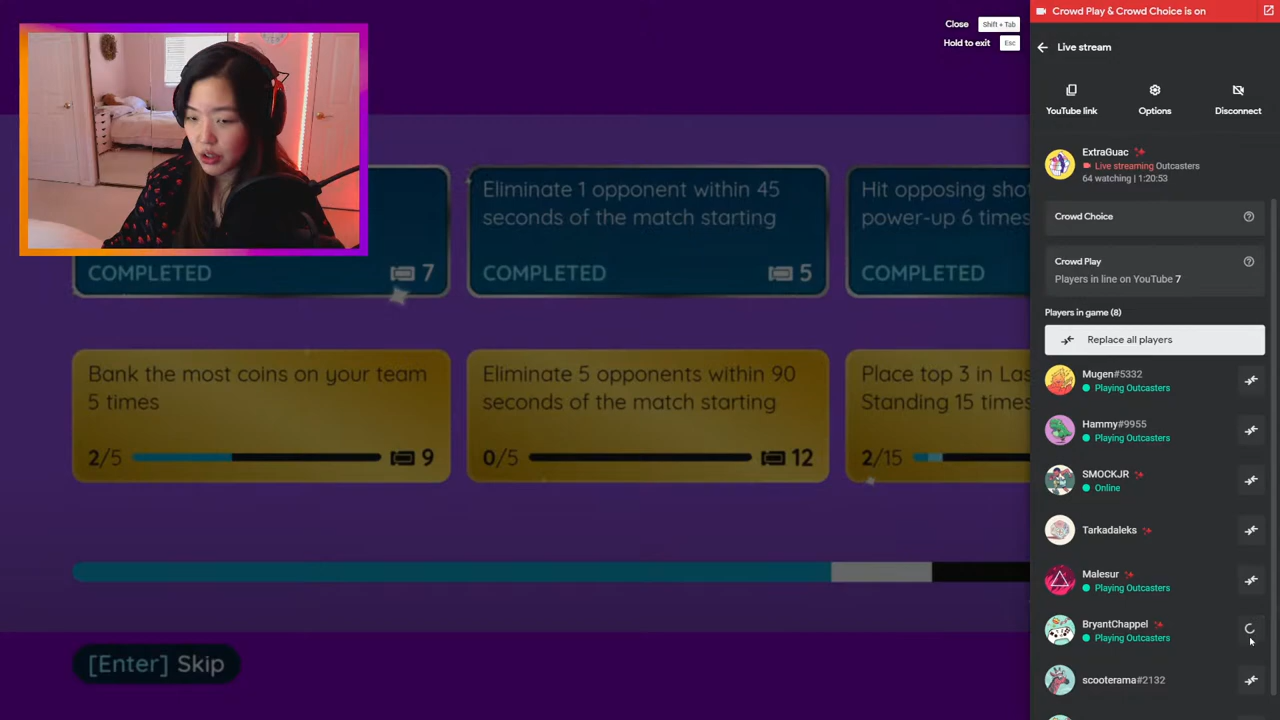 Close Shift + Tab
Hold to exit Esc
Crowd Play & Crowd Choice is on
Live stream
YouTube link
Options
Disconnect
ExtraGuac
Live streaming Outcasters
64 watching | 1:20:53
Crowd Choice
Crowd Play
Players in line on YouTube 7
Players in game (8)
Replace all players
Mugen#5332
Playing Outcasters
Hammy#9955
Playing Outcasters
SMOCKJR
Online
Tarkadaleks
Malesur
Playing Outcasters
BryantChappel
Playing Outcasters
scooterama#2132
COMPLETED 7
Eliminate 1 opponent within 45
seconds of the match starting
COMPLETED 5
Hit opposing sho
power-up 6 times
COMPLETED
Bank the most coins on your team
5 times
2/5 9
Eliminate 5 opponents within 90
seconds of the match starting
0/5 12
Place top 3 in Las
Standing 15 times
2/15
[Enter] Skip